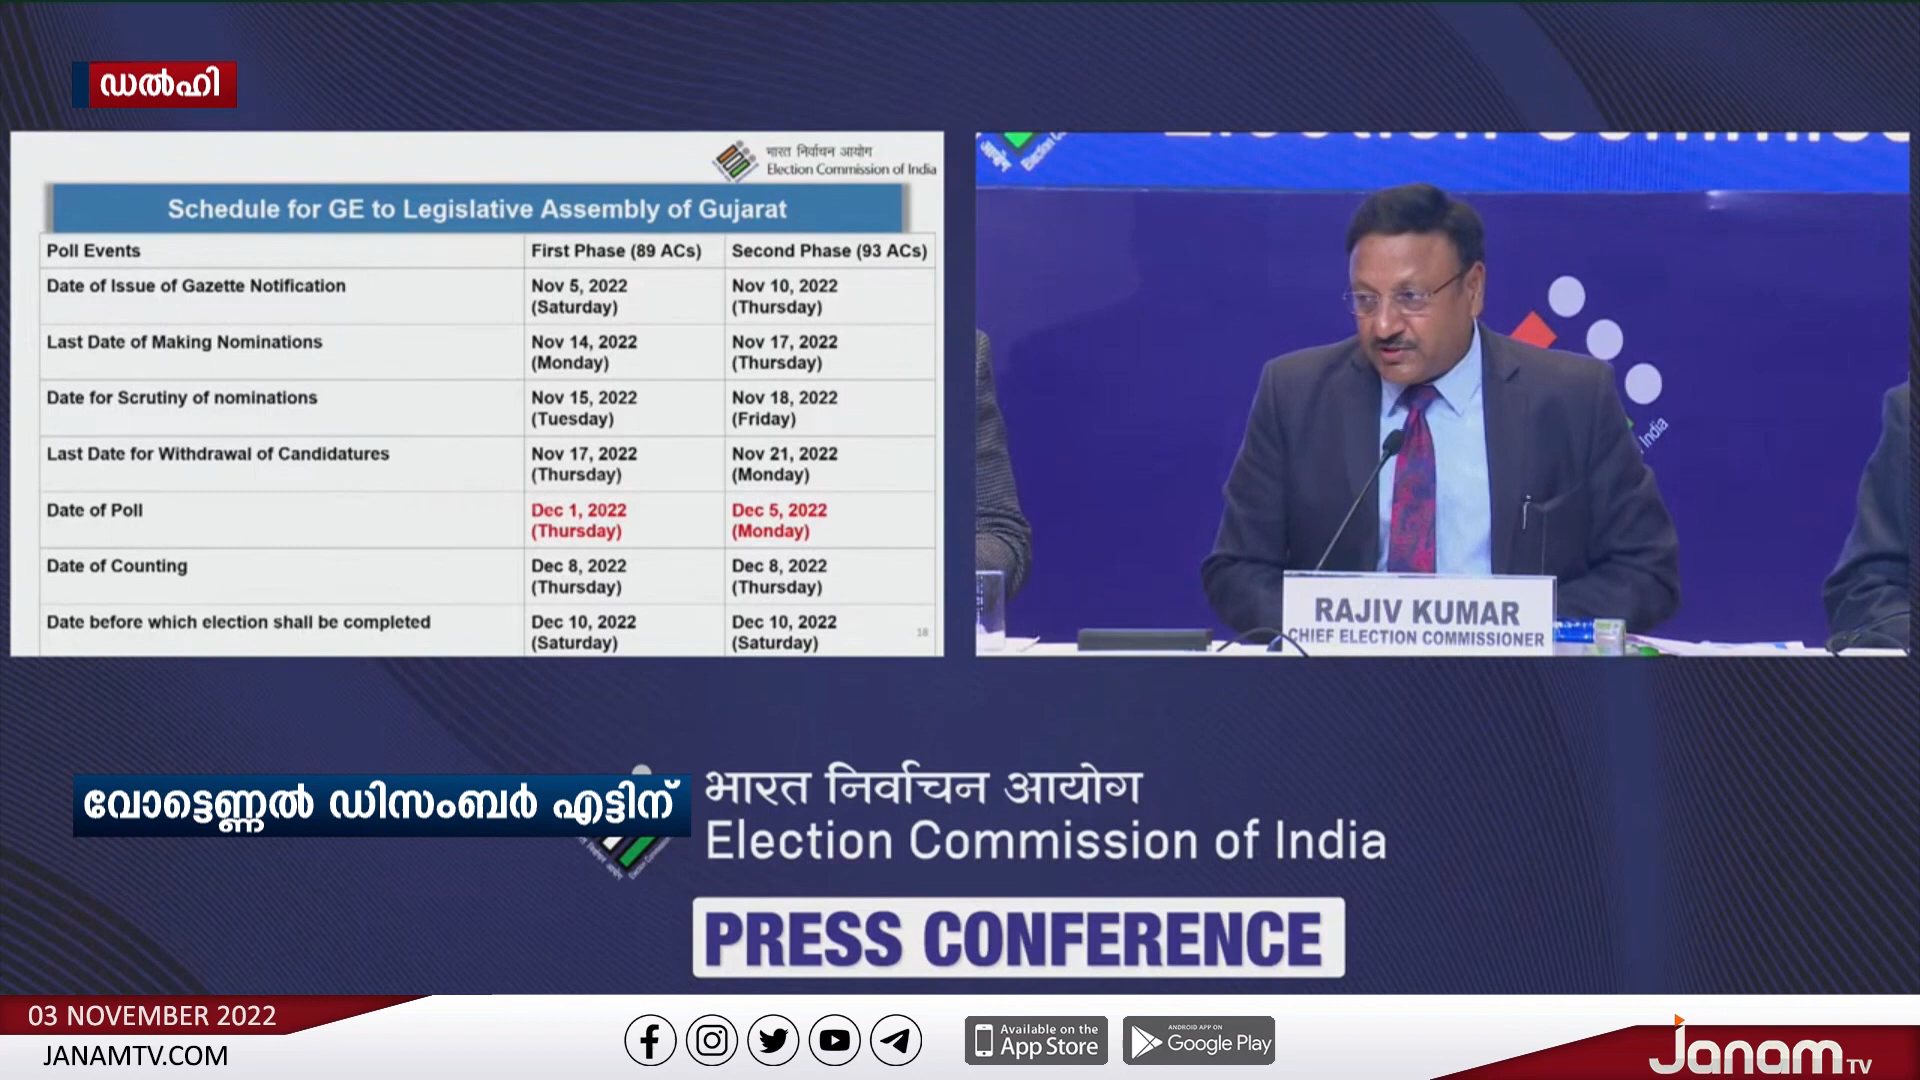 ഡൽഹി
भारत निर्वाचन आयोग
Election Commission of India
Schedule for GE to Legislative Assembly of Gujarat
Poll Events First Phase (89 ACs) Second Phase (93 ACs)
Date of Issue of Gazette Notification Nov 5, 2022 Nov 10, 2022
(Saturday) (Thursday)
Last Date of Making Nominations Nov 14, 2022 Nov 17, 2022
(Monday) (Thursday)
Date for Scrutiny of nominations Nov 15, 2022 Nov 18, 2022
(Tuesday) (Friday)
Last Date for Withdrawal of Candidatures Nov 17, 2022 Nov 21, 2022
(Thursday) (Monday)
Date of Poll Dec 1, 2022 Dec 5, 2022
(Thursday) (Monday)
Date of Counting Dec 8, 2022 Dec 8, 2022
(Thursday) (Thursday)
Date before which election shall be completed Dec 10, 2022 Dec 10, 2022
(Saturday) (Saturday)
18
India
RAJIV KUMAR
CHIEF ELECTION COMMISSIONER
വോട്ടെണ്ണൽ ഡിസംബർ എട്ടിന്
भारत निर्वाचन आयोग
Election Commission of India
PRESS CONFERENCE
03 NOVEMBER 2022
JANAMTV.COM
Available on the
App Store
ANDROID APP ON
Google Play
Janam TV